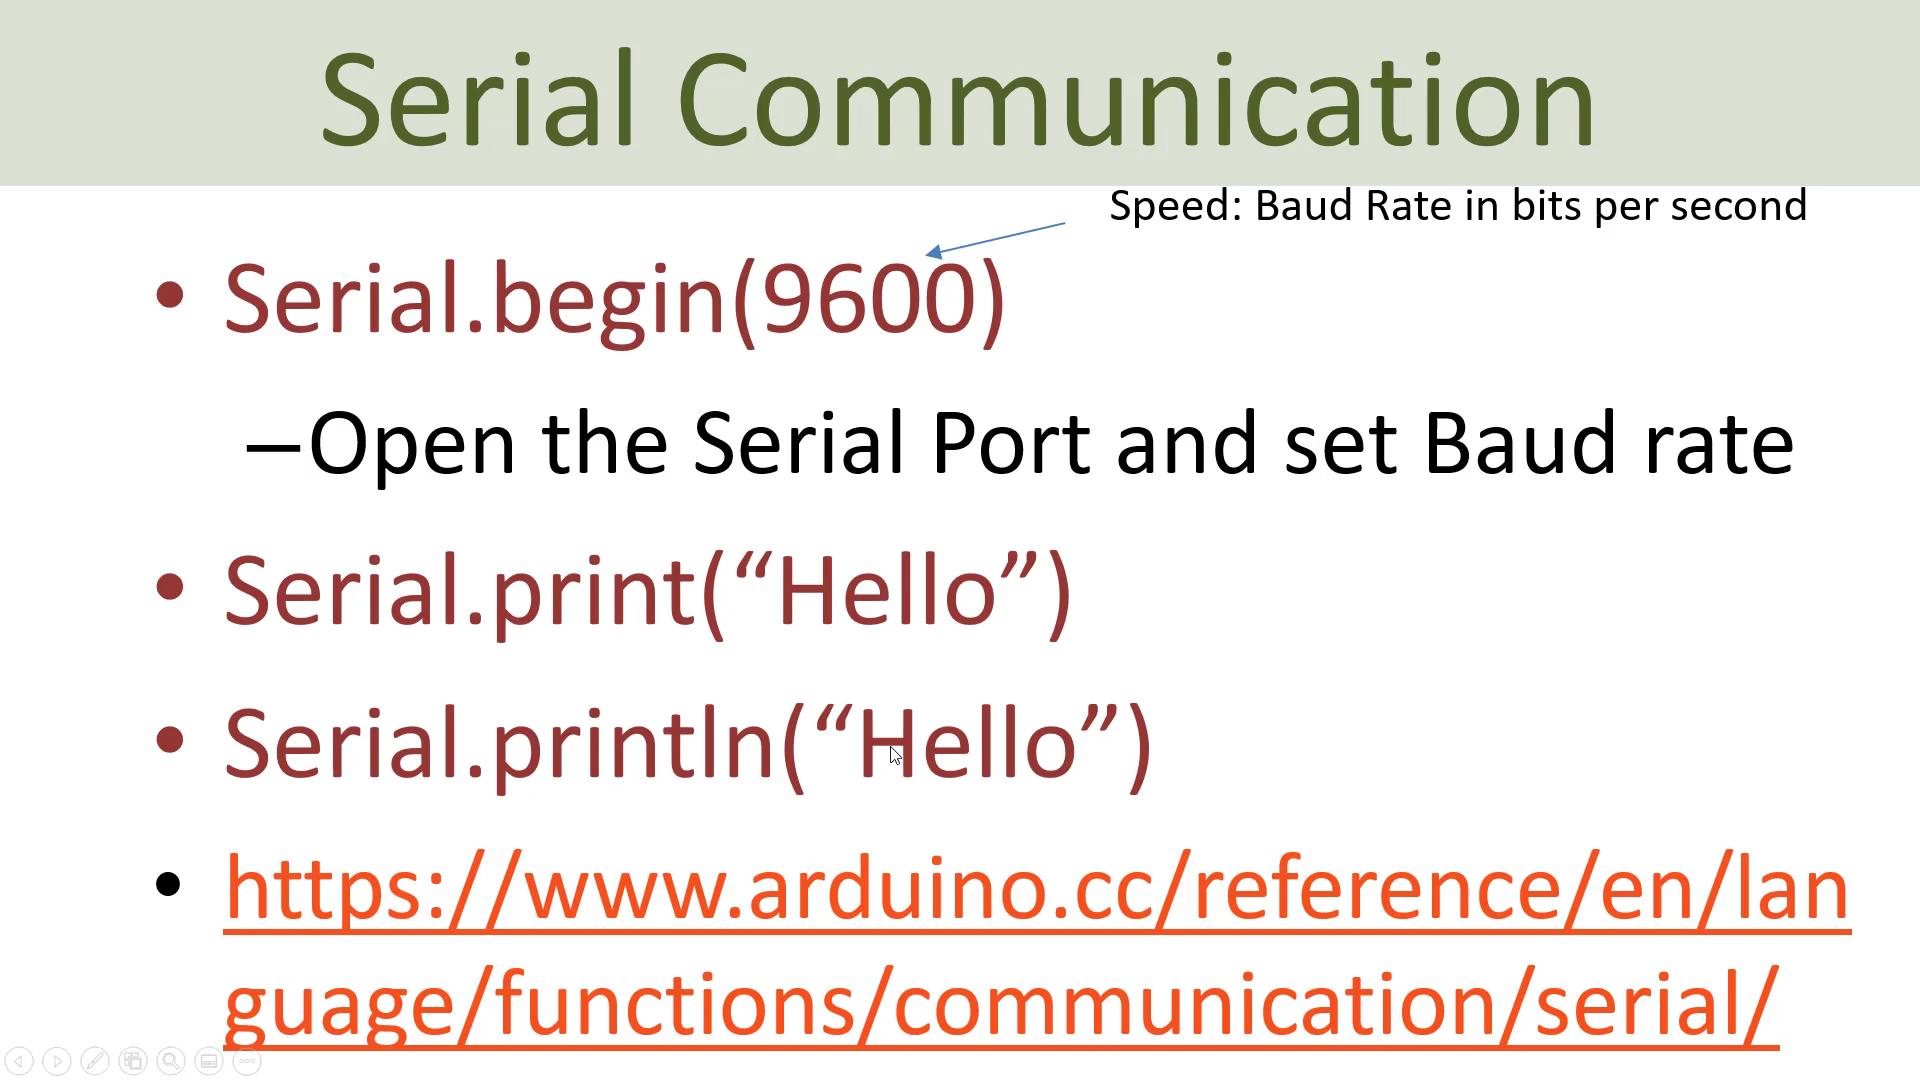 Serial Communication
Speed: Baud Rate in bits per second
• Serial.begin(9600)
–Open the Serial Port and set Baud rate
• Serial.print(“Hello”)
• Serial.println(“Hello”)
• https://www.arduino.cc/reference/en/lan
guage/functions/communication/serial/